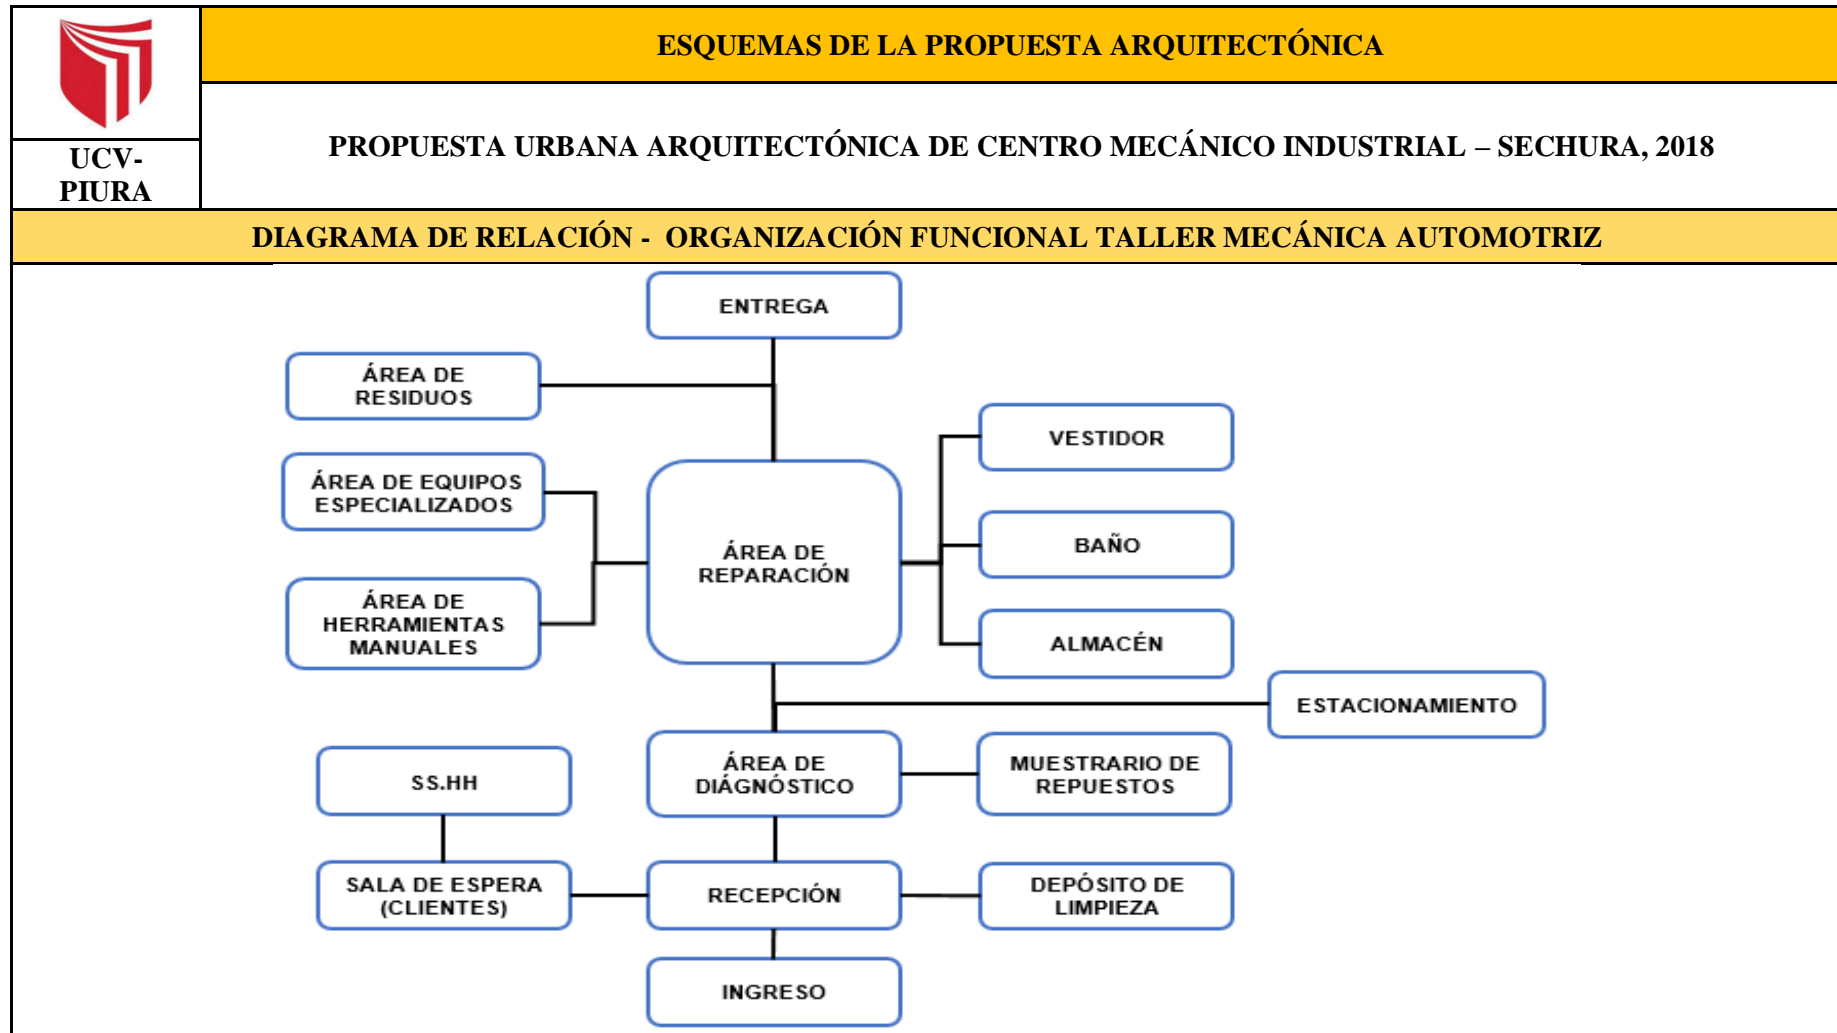 ESQUEMAS DE LA PROPUESTA ARQUITECTÓNICA
UCV-
PIURA
PROPUESTA URBANA ARQUITECTÓNICA DE CENTRO MECÁNICO INDUSTRIAL – SECHURA, 2018
DIAGRAMA DE RELACIÓN - ORGANIZACIÓN FUNCIONAL TALLER MECÁNICA AUTOMOTRIZ
ENTREGA
ÁREA DE
RESIDUOS
VESTIDOR
ÁREA DE EQUIPOS
ESPECIALIZADOS
ÁREA DE
REPARACIÓN
BAÑO
ÁREA DE
HERRAMIENTAS
MANUALES
ALMACÉN
ESTACIONAMIENTO
SS.HH
ÁREA DE
DIÁGNÓSTICO
MUESTRARIO DE
REPUESTOS
SALA DE ESPERA
(CLIENTES)
RECEPCIÓN
DEPÓSITO DE
LIMPIEZA
INGRESO